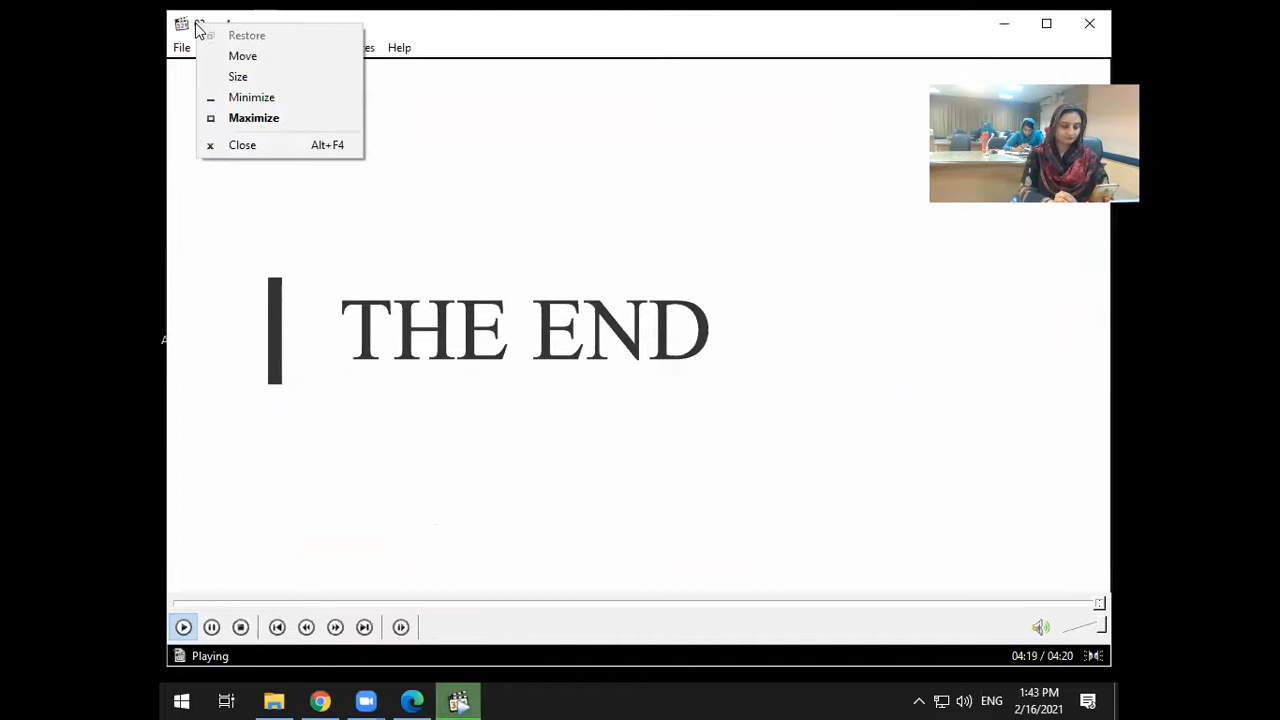 Restore
File
Help
Move
Size
Minimize
Maximize
Close Alt+F4
THE END
Playing 04:19 / 04:20
ENG
1:43 PM
2/16/2021